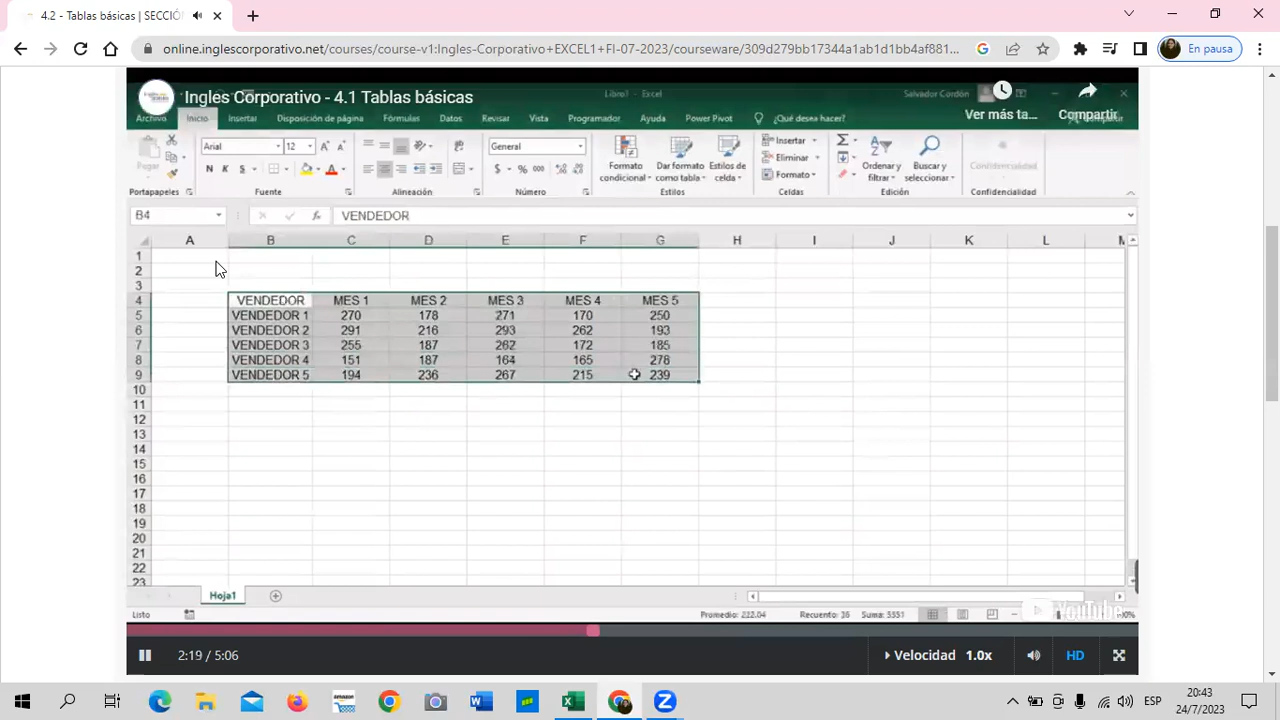 4.2 - Tablas básicas | SECCIÓ
online.inglescorporativo.net/courses/course-v1:Ingles-Corporativo+EXCEL1+FI-07-2023/courseware/309d279bb173441ab1d1bb4af881...
En pausa
Ingles Corporativo - 4.1 Tablas básicas
Libro1 - Excel
Salvador Cordón
Ver más ta...
Compartir
Archivo Inicio Insertar Disposición de página Fórmulas Datos Revisar Vista Programador Ayuda Power Pivot ¿Qué desea hacer?
Pegar
Arial 12
General
Formato condicional
Dar formato como tabla
Estilos de celda
Insertar
Eliminar
Formato
Ordenar y filtrar
Buscar y seleccionar
Confidencialidad
N K S
$ % 000
Portapapeles Fuente Alineación Número Estilos Celdas Edición Confidencialidad
B4 fx VENDEDOR
A B C D E F G H I J K L M
1
2
3
4 VENDEDOR MES 1 MES 2 MES 3 MES 4 MES 5
5 VENDEDOR 1 270 178 271 170 250
6 VENDEDOR 2 291 216 293 262 193
7 VENDEDOR 3 255 187 262 172 185
8 VENDEDOR 4 151 187 164 165 278
9 VENDEDOR 5 194 236 267 215 239
10
11
12
13
14
15
16
17
18
19
20
21
22
23
Hoja1
Listo Promedio: 222.04 Recuento: 36 Suma: 5551
YouTube
2:19 / 5:06
Velocidad 1.0x
HD
ESP
20:43
24/7/2023